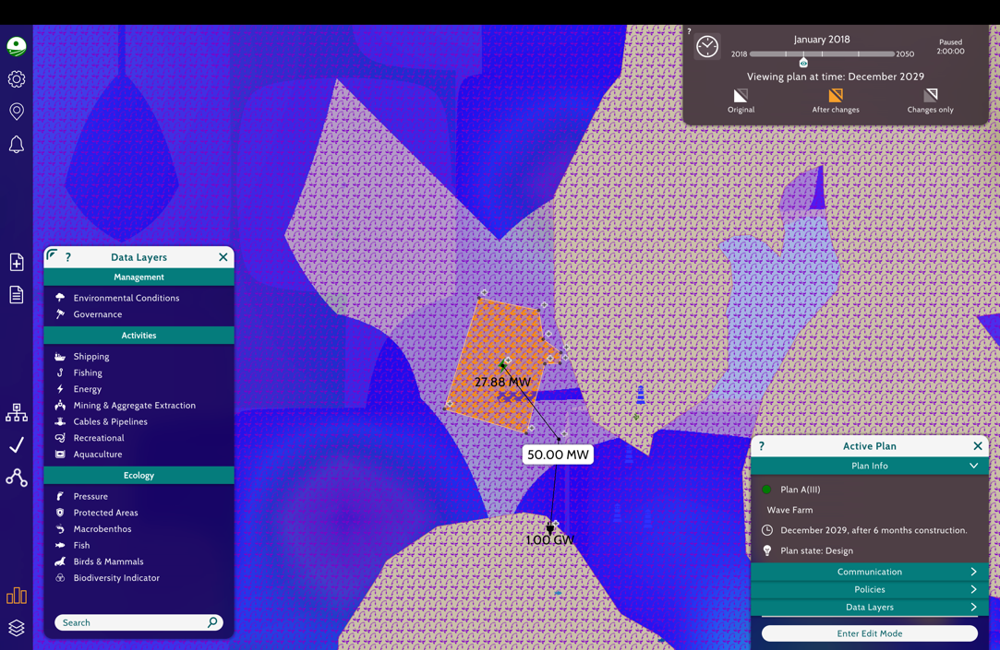 ?
January 2018
2018
2050
Paused
2:00:00
Viewing plan at time: December 2029
Original
After changes
Changes only
?
Data Layers
Management
Environmental Conditions
Governance
Activities
Shipping
Fishing
Energy
Mining & Aggregate Extraction
Cables & Pipelines
Recreational
Aquaculture
Ecology
Pressure
Protected Areas
Macrobenthos
Fish
Birds & Mammals
Biodiversity Indicator
Search
27.88 MW
50.00 MW
1.00 GW
?
Active Plan
Plan Info
Plan A(III)
Wave Farm
December 2029, after 6 months construction.
Plan state: Design
Communication
Policies
Data Layers
Enter Edit Mode